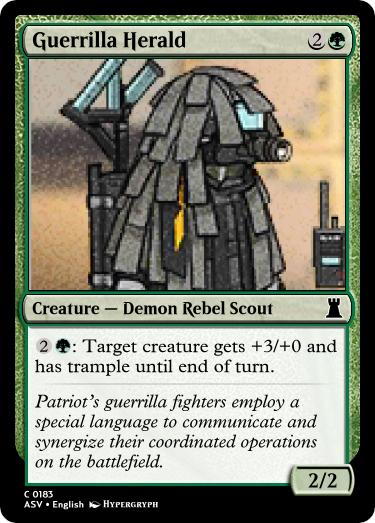 Guerrilla Herald 2
Creature — Demon Rebel Scout
2 : Target creature gets +3/+0 and
has trample until end of turn.
Patriot's guerrilla fighters employ a
special language to communicate and
synergize their coordinated operations
on the battlefield.
2/2
C 0183
ASV • English HYPERGRYPH